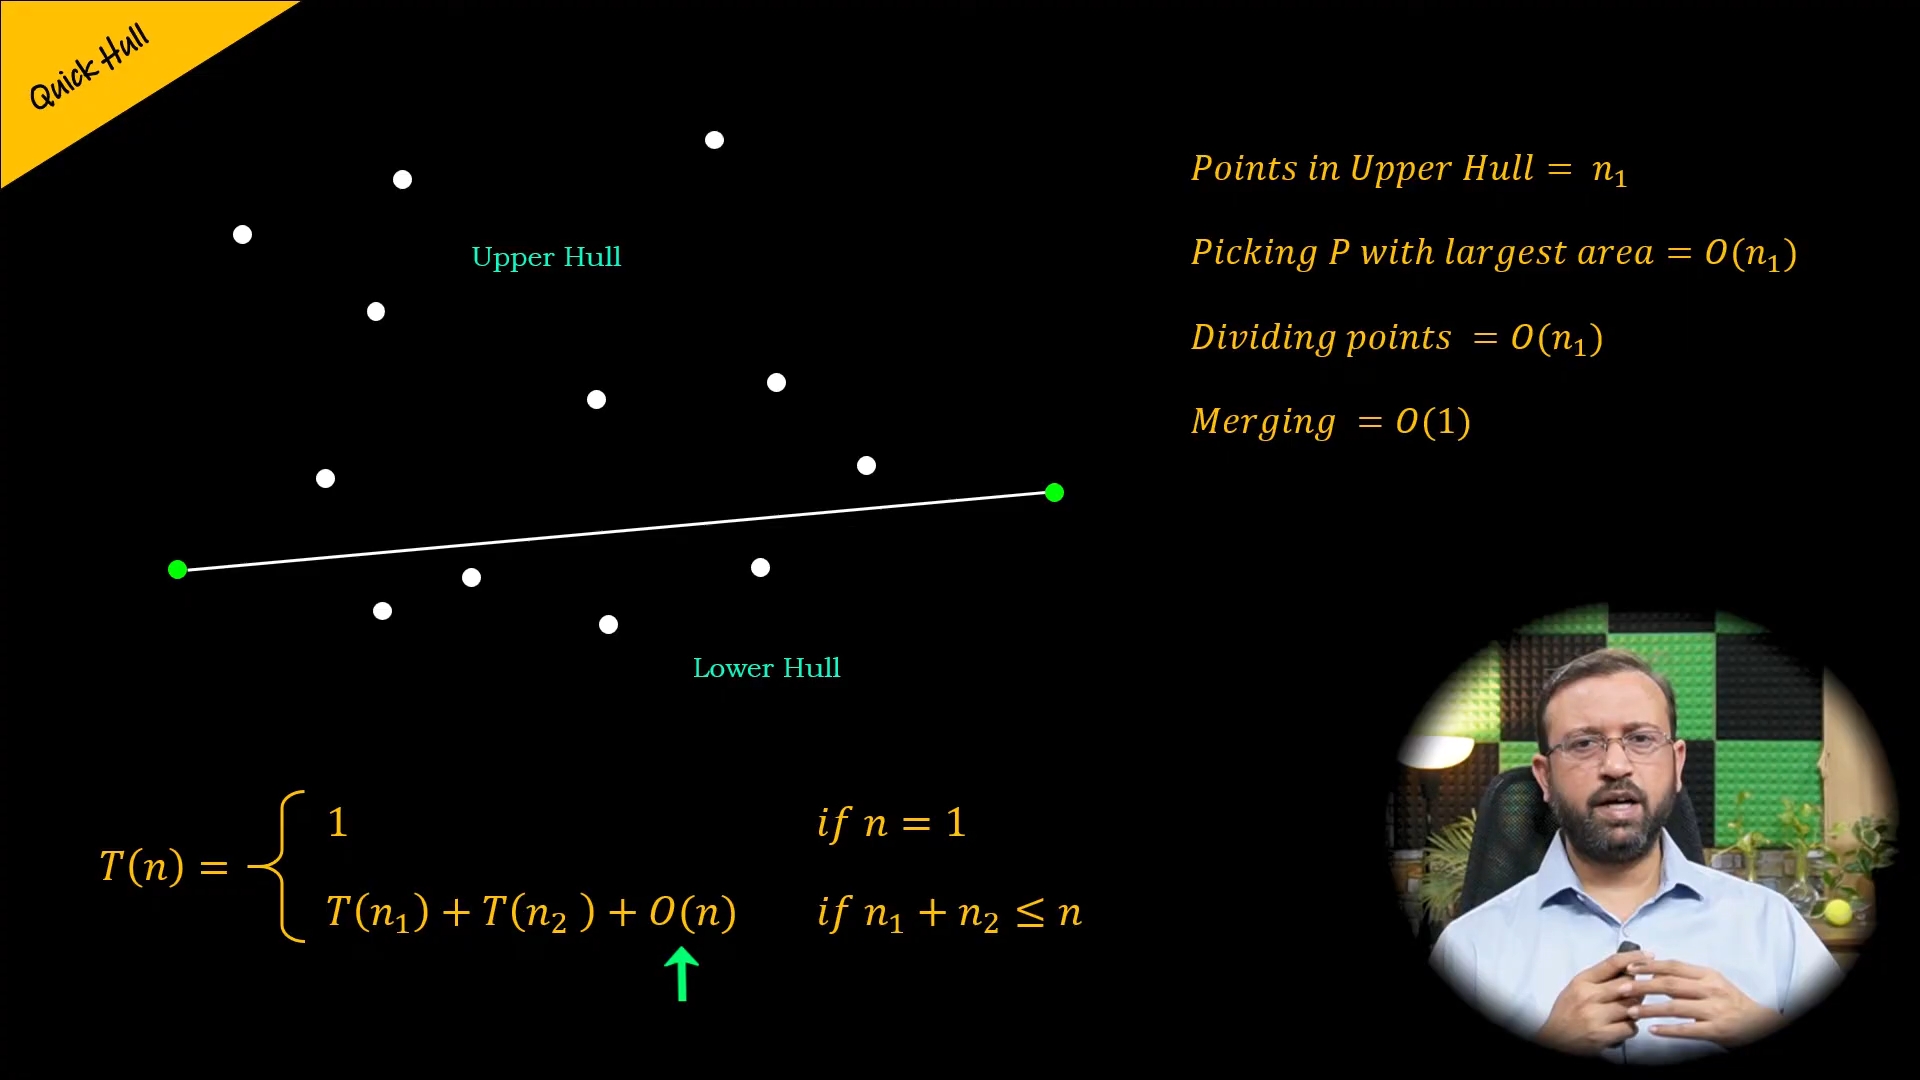 Quick Hull
Points in Upper Hull = n₁
Upper Hull
Picking P with largest area = O(n₁)
Dividing points = O(n₁)
Merging = O(1)
Lower Hull
T(n) = {
1 if n = 1
T(n₁) + T(n₂ ) + O(n) if n₁ + n₂ ≤ n